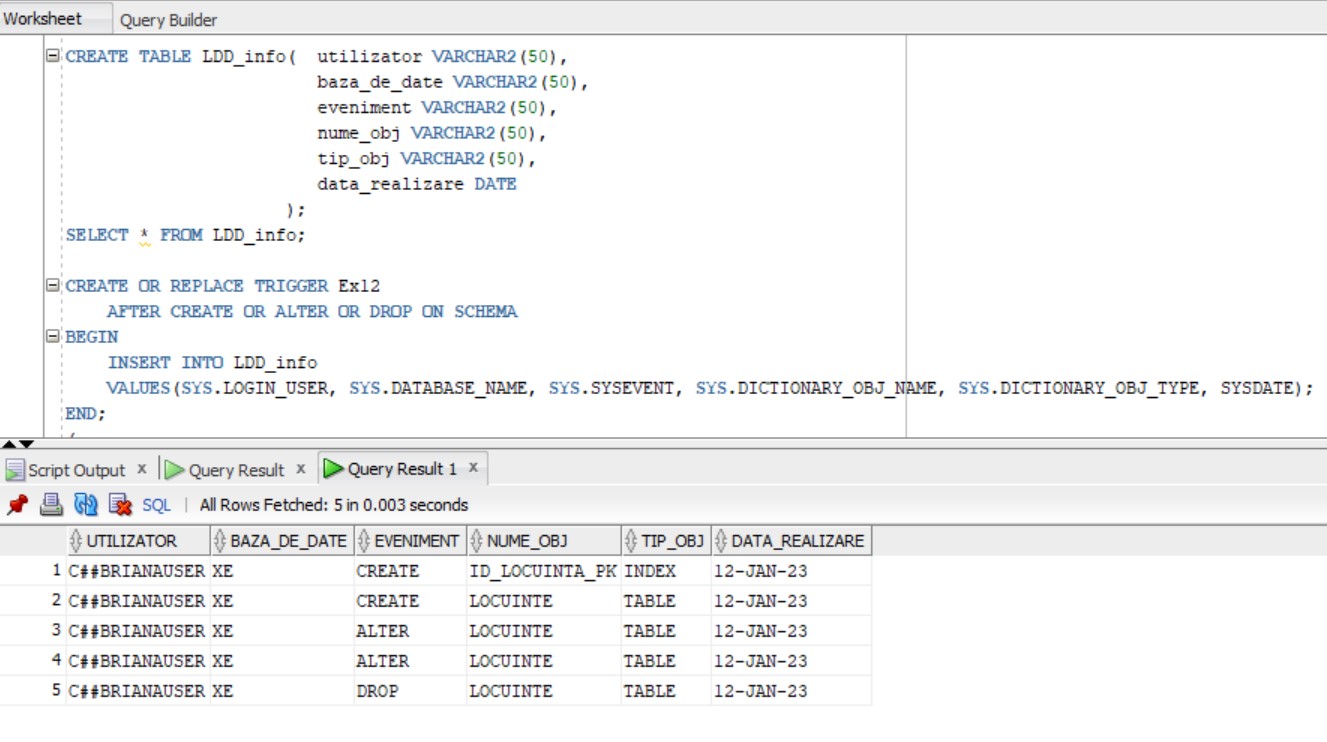 Worksheet Query Builder
CREATE TABLE LDD_info( utilizator VARCHAR2(50),
baza_de_date VARCHAR2(50),
eveniment VARCHAR2(50),
nume_obj VARCHAR2(50),
tip_obj VARCHAR2(50),
data_realizare DATE
);
SELECT * FROM LDD_info;
CREATE OR REPLACE TRIGGER Ex12
AFTER CREATE OR ALTER OR DROP ON SCHEMA
BEGIN
INSERT INTO LDD_info
VALUES(SYS.LOGIN_USER, SYS.DATABASE_NAME, SYS.SYSEVENT, SYS.DICTIONARY_OBJ_NAME, SYS.DICTIONARY_OBJ_TYPE, SYSDATE);
END;
/
Script Output x Query Result x Query Result 1 x
SQL | All Rows Fetched: 5 in 0.003 seconds
UTILIZATOR BAZA_DE_DATE EVENIMENT NUME_OBJ TIP_OBJ DATA_REALIZARE
1 C##BRIANAUSER XE CREATE ID_LOCUINTA_PK INDEX 12-JAN-23
2 C##BRIANAUSER XE CREATE LOCUINTE TABLE 12-JAN-23
3 C##BRIANAUSER XE ALTER LOCUINTE TABLE 12-JAN-23
4 C##BRIANAUSER XE ALTER LOCUINTE TABLE 12-JAN-23
5 C##BRIANAUSER XE DROP LOCUINTE TABLE 12-JAN-23